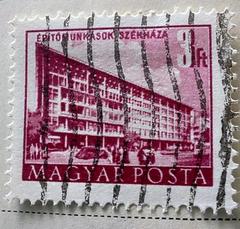 ÉPÍTŐMUNKÁSOK SZÉKHÁZA
3 Ft
MAGYAR POSTA